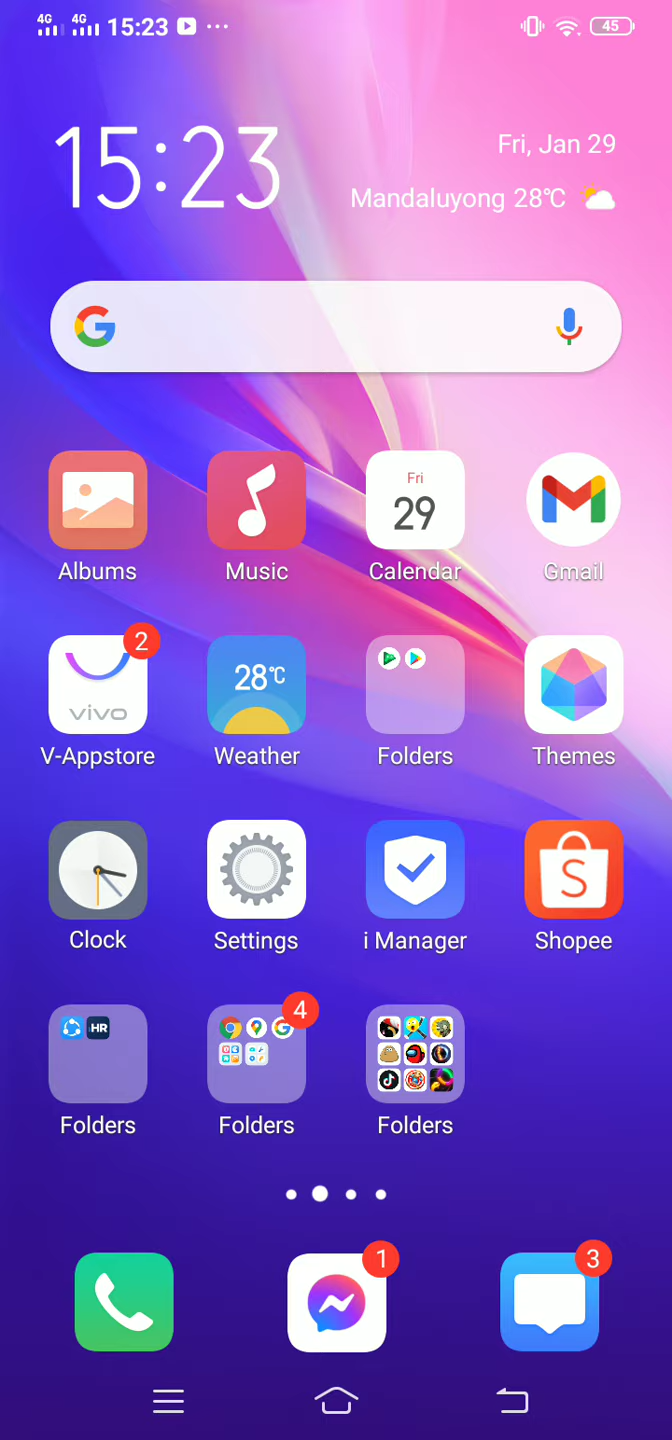 4G 4G 15:23 45
15:23
Fri, Jan 29
Mandaluyong 28℃
Fri
29
Albums Music Calendar Gmail
2
28℃
vivo
V-Appstore Weather Folders Themes
S
Clock Settings i Manager Shopee
HR
4
Folders Folders Folders
1 3